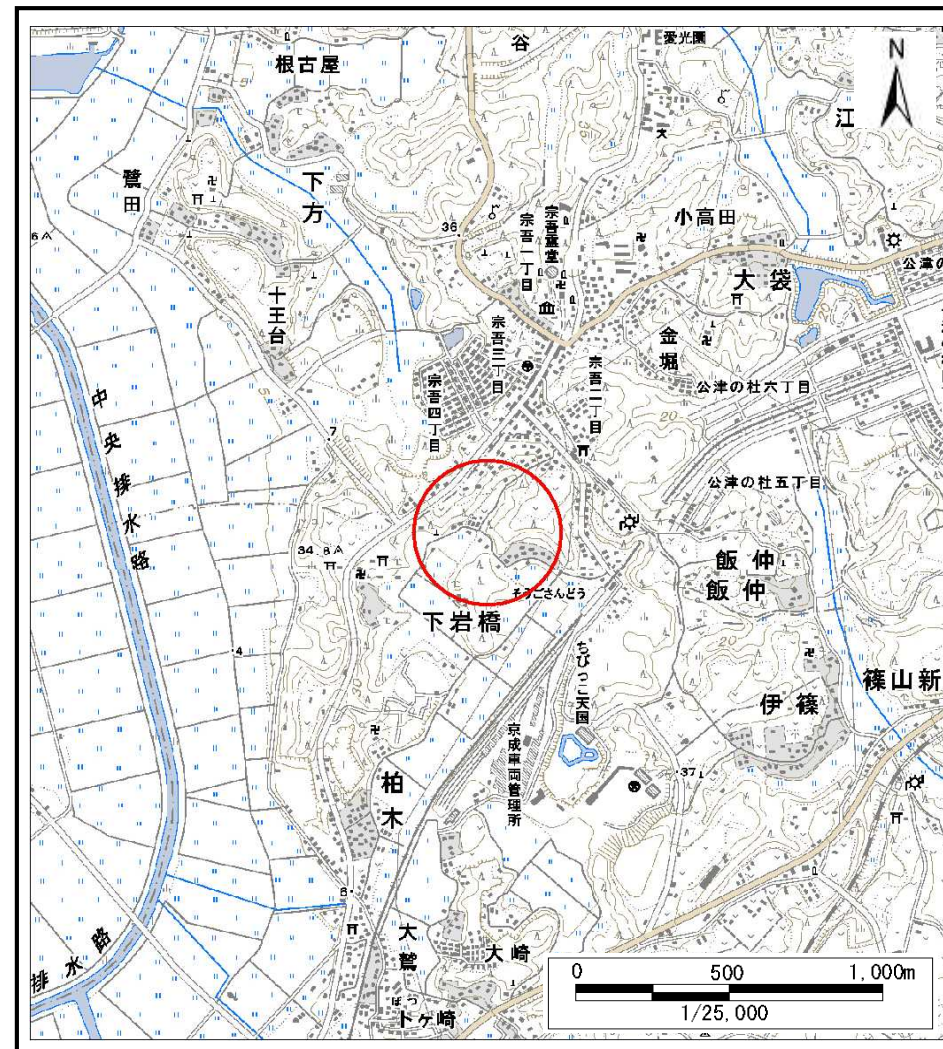 愛光園
谷
N
根古屋
江
鷺田
下方
小高田
36
宗吾一丁目
宗吾霊堂
大袋
公津の
十王台
金堀
宗吾三丁目
宗吾二丁目
宗吾四丁目
公津の杜六丁目
20
中央排水路
7
公津の杜五丁目
34
飯仲
飯仲
そうごさんどう
下岩橋
4
ちびっこ天国
20
篠山新
伊篠
京成車両管理所
37
柏木
6
大鷲
大崎
排水路
トヶ崎
0 500 1,000m
1/25,000